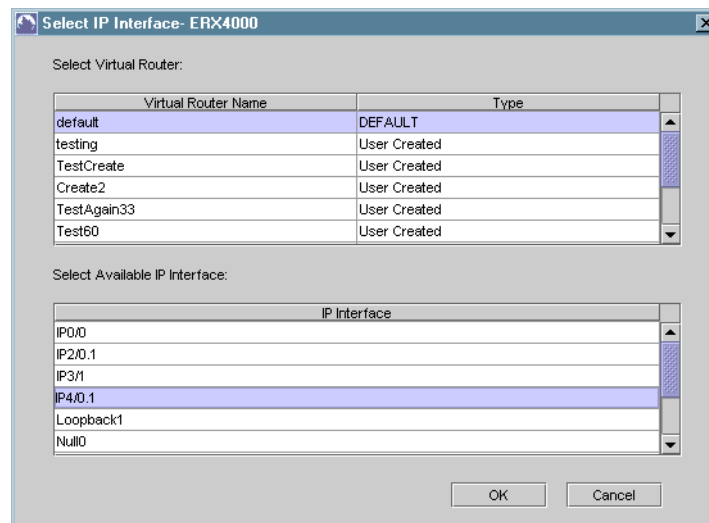 Select IP Interface- ERX4000
Select Virtual Router:
Virtual Router Name Type
default DEFAULT
testing User Created
TestCreate User Created
Create2 User Created
TestAgain33 User Created
Test60 User Created
Select Available IP Interface:
IP Interface
IP0/0
IP2/0.1
IP3/1
IP4/0.1
Loopback1
Null0
OK Cancel